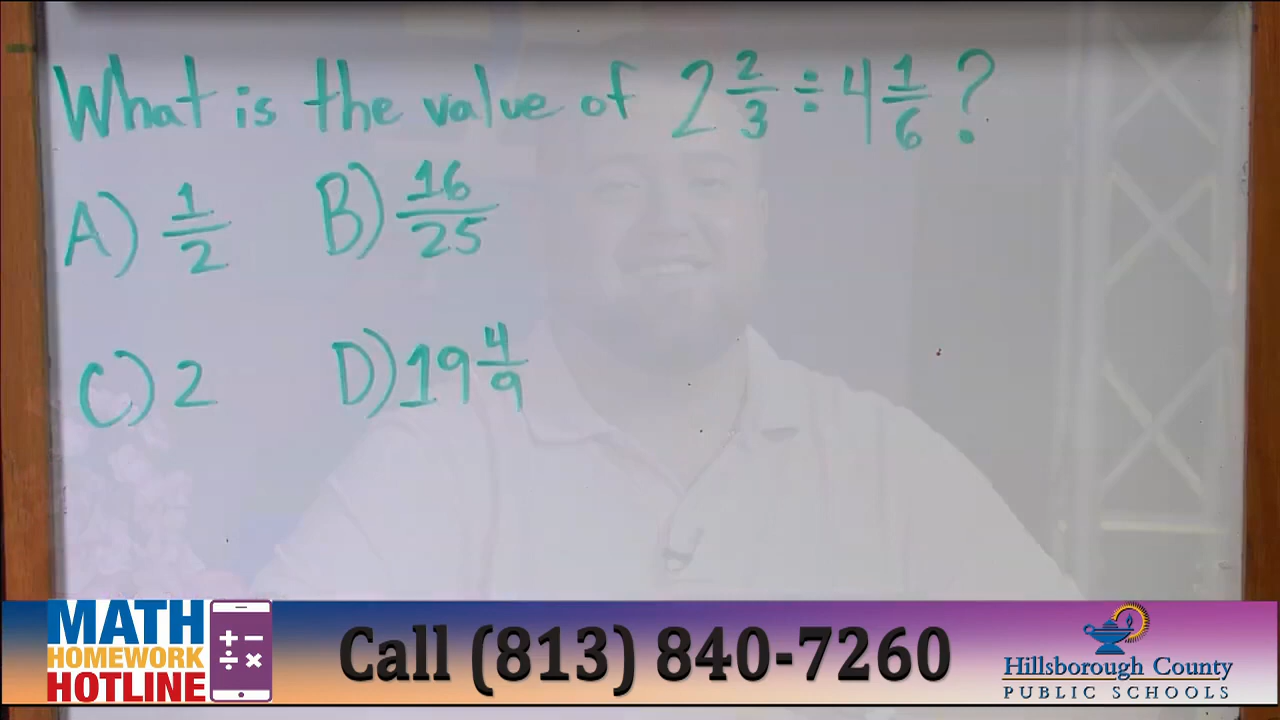 What is the value of 2 2/3 ÷ 4 1/6 ?
A) 1/2 B) 16/25
C) 2 D) 19 4/9
MATH
HOMEWORK
HOTLINE
+ −
÷ ×
Call (813) 840-7260
Hillsborough County
PUBLIC SCHOOLS